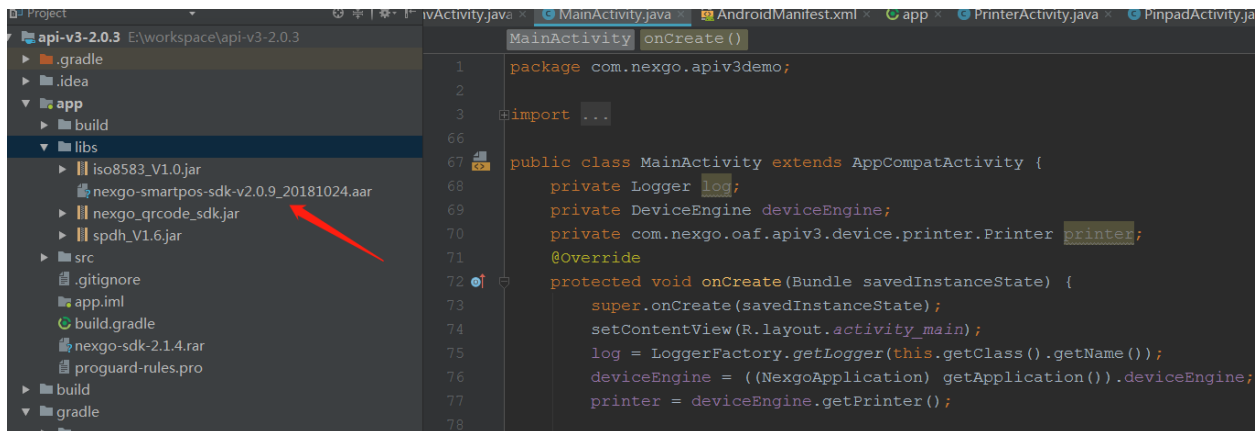 Project
api-v3-2.0.3 E:\workspace\api-v3-2.0.3
.gradle
.idea
app
build
libs
iso8583_V1.0.jar
nexgo-smartpos-sdk-v2.0.9_20181024.aar
nexgo_qrcode_sdk.jar
spdh_V1.6.jar
src
.gitignore
app.iml
build.gradle
nexgo-sdk-2.1.4.rar
proguard-rules.pro
build
gradle
nvActivity.java MainActivity.java AndroidManifest.xml app PrinterActivity.java PinpadActivity.ja
MainActivity onCreate()
1 package com.nexgo.apiv3demo;
2
3 import ...
66
67 public class MainActivity extends AppCompatActivity {
68 private Logger log;
69 private DeviceEngine deviceEngine;
70 private com.nexgo.oaf.apiv3.device.printer.Printer printer;
71 @Override
72 protected void onCreate(Bundle savedInstanceState) {
73 super.onCreate(savedInstanceState);
74 setContentView(R.layout.activity_main);
75 log = LoggerFactory.getLogger(this.getClass().getName());
76 deviceEngine = ((NexgoApplication) getApplication()).deviceEngine;
77 printer = deviceEngine.getPrinter();
78